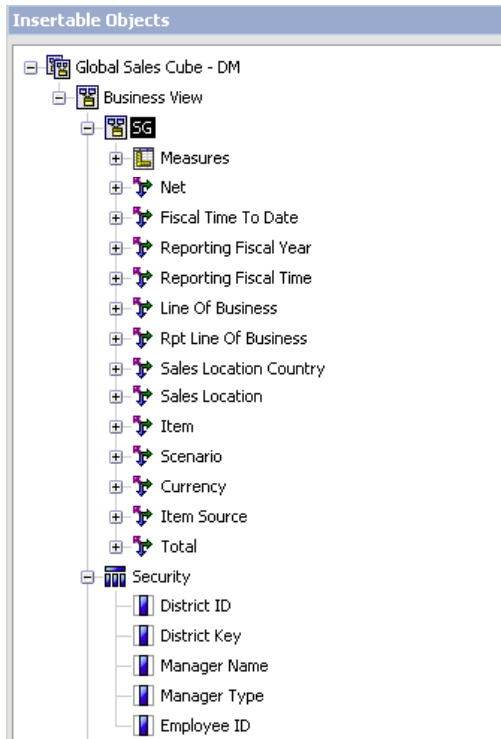 Insertable Objects
Global Sales Cube - DM
Business View
SG
Measures
Net
Fiscal Time To Date
Reporting Fiscal Year
Reporting Fiscal Time
Line Of Business
Rpt Line Of Business
Sales Location Country
Sales Location
Item
Scenario
Currency
Item Source
Total
Security
District ID
District Key
Manager Name
Manager Type
Employee ID